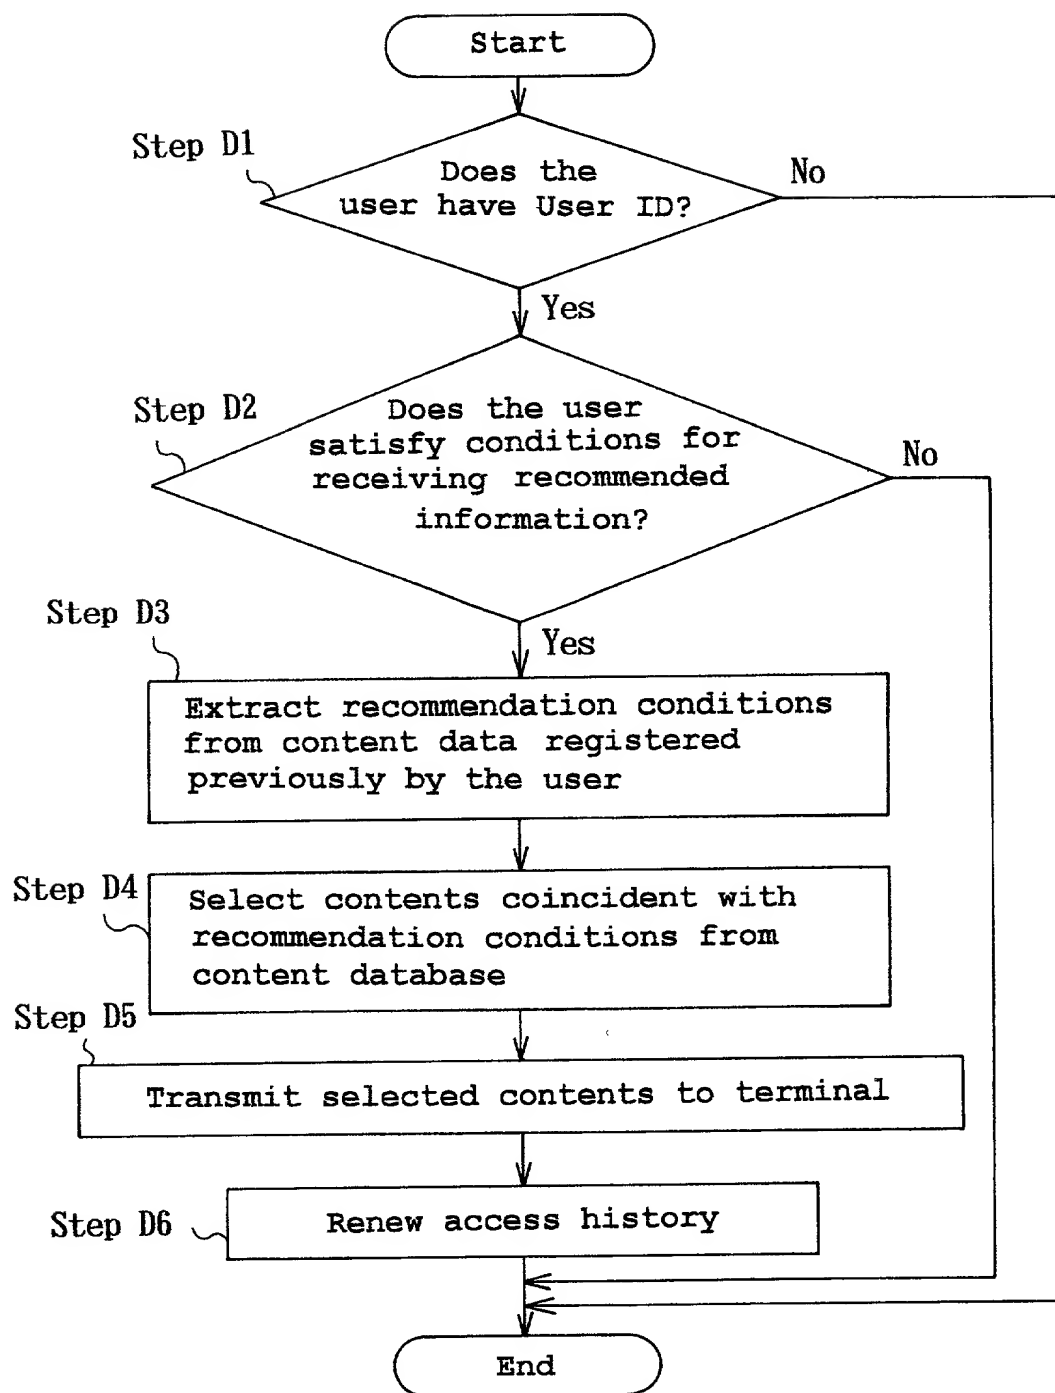 Start
Step D1
Does the
user have User ID?
No
Yes
Step D2
Does the user
satisfy conditions for
receiving recommended
information?
No
Yes
Step D3
Extract recommendation conditions
from content data registered
previously by the user
Step D4
Select contents coincident with
recommendation conditions from
content database
Step D5
Transmit selected contents to terminal
Step D6
Renew access history
End